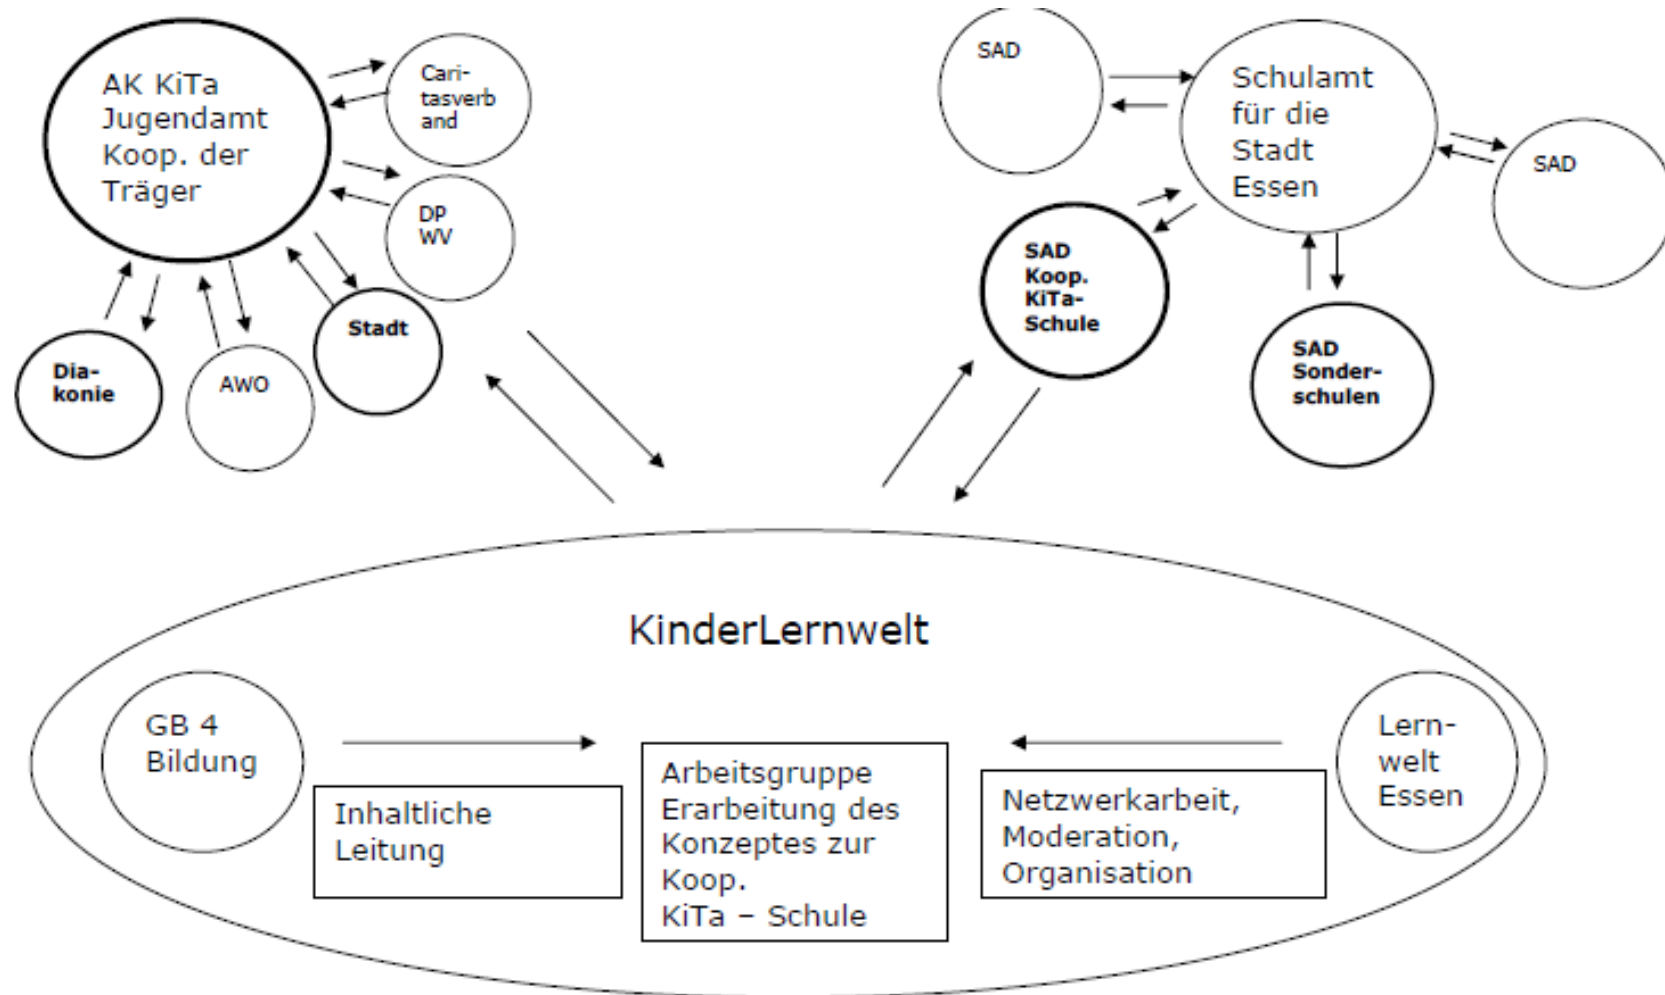 AK KiTa
Jugendamt
Koop. der
Träger
Cari-
tasverb
and
DP
WV
Stadt
AWO
Dia-
konie
SAD
Schulamt
für die
Stadt
Essen
SAD
SAD
Koop.
KiTa-
Schule
SAD
Sonder-
schulen
KinderLernwelt
GB 4
Bildung
Inhaltliche
Leitung
Arbeitsgruppe
Erarbeitung des
Konzeptes zur
Koop.
KiTa – Schule
Netzwerkarbeit,
Moderation,
Organisation
Lern-
welt
Essen